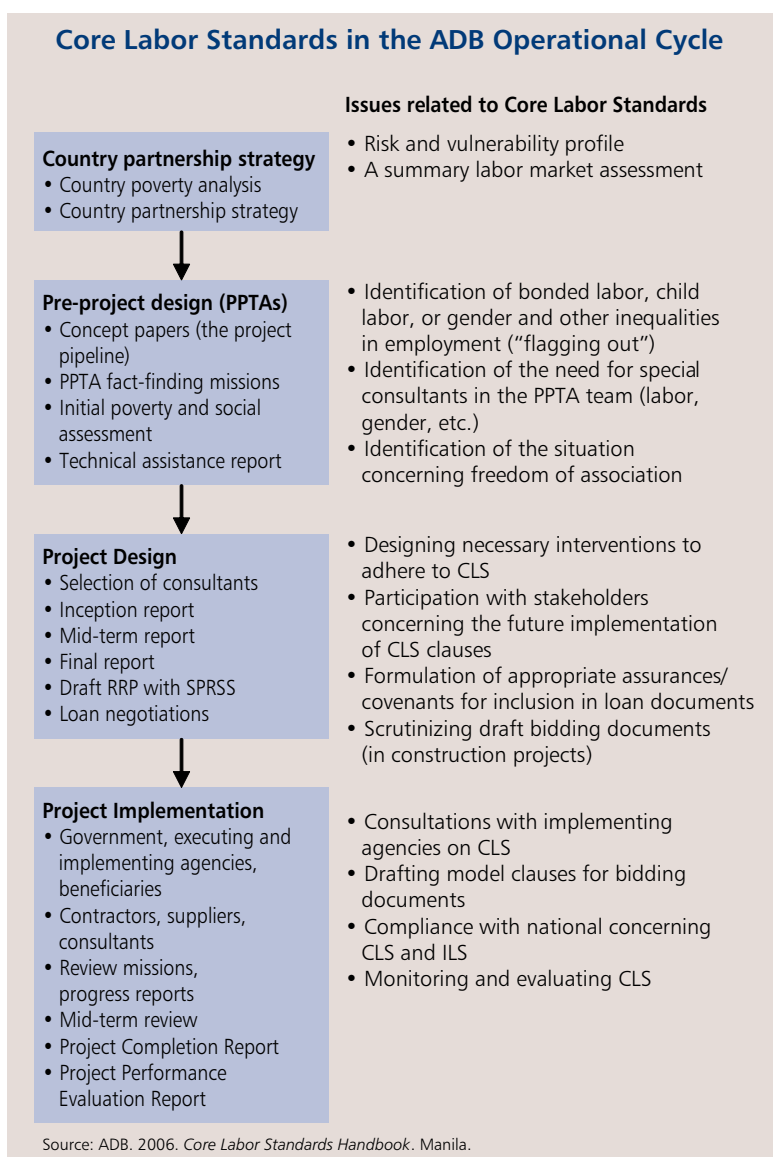 Core Labor Standards in the ADB Operational Cycle
Issues related to Core Labor Standards
Country partnership strategy
• Country poverty analysis
• Country partnership strategy
• Risk and vulnerability profile
• A summary labor market assessment
Pre-project design (PPTAs)
• Concept papers (the project
pipeline)
• PPTA fact-finding missions
• Initial poverty and social
assessment
• Technical assistance report
• Identification of bonded labor, child
labor, or gender and other inequalities
in employment (“flagging out”)
• Identification of the need for special
consultants in the PPTA team (labor,
gender, etc.)
• Identification of the situation
concerning freedom of association
Project Design
• Selection of consultants
• Inception report
• Mid-term report
• Final report
• Draft RRP with SPRSS
• Loan negotiations
• Designing necessary interventions to
adhere to CLS
• Participation with stakeholders
concerning the future implementation
of CLS clauses
• Formulation of appropriate assurances/
covenants for inclusion in loan documents
• Scrutinizing draft bidding documents
(in construction projects)
Project Implementation
• Government, executing and
implementing agencies,
beneficiaries
• Contractors, suppliers,
consultants
• Review missions,
progress reports
• Mid-term review
• Project Completion Report
• Project Performance
Evaluation Report
• Consultations with implementing
agencies on CLS
• Drafting model clauses for bidding
documents
• Compliance with national concerning
CLS and ILS
• Monitoring and evaluating CLS
Source: ADB. 2006. Core Labor Standards Handbook. Manila.